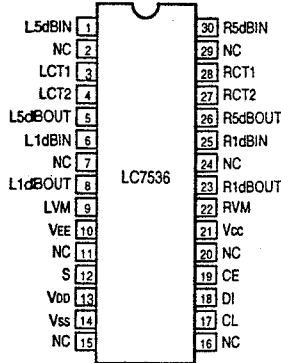 L5dBIN 1 30 R5dBIN
NC 2 29 NC
LCT1 3 28 RCT1
LCT2 4 27 RCT2
L5dBOUT 5 26 R5dBOUT
L1dBIN 6 25 R1dBIN
NC 7 24 NC
L1dBOUT 8 LC7536 23 R1dBOUT
LVM 9 22 RVM
VEE 10 21 Vcc
NC 11 20 NC
S 12 19 CE
VDD 13 18 DI
Vss 14 17 CL
NC 15 16 NC